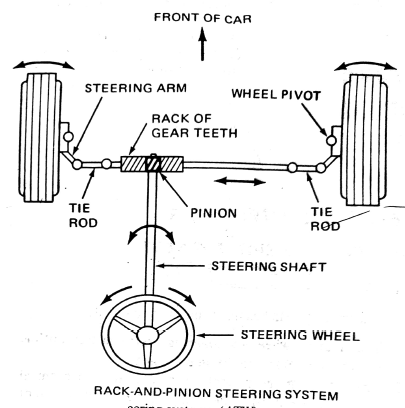 FRONT OF CAR
STEERING ARM
WHEEL PIVOT
RACK OF
GEAR TEETH
TIE
ROD
PINION
TIE
ROD
STEERING SHAFT
STEERING WHEEL
RACK-AND-PINION STEERING SYSTEM